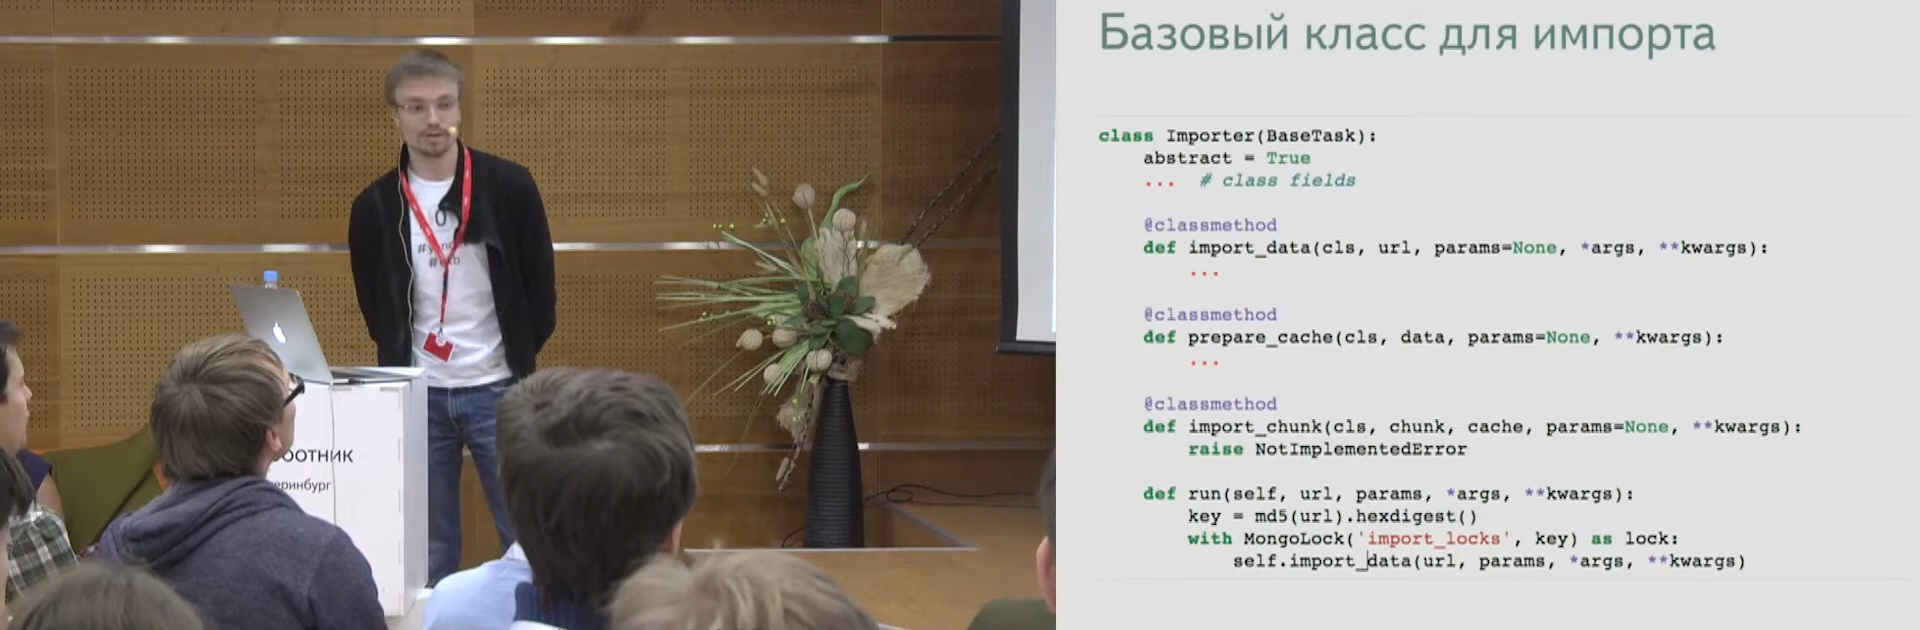 Базовый класс для импорта
class Importer(BaseTask):
abstract = True
... # class fields
@classmethod
def import_data(cls, url, params=None, *args, **kwargs):
...
@classmethod
def prepare_cache(cls, data, params=None, **kwargs):
...
@classmethod
def import_chunk(cls, chunk, cache, params=None, **kwargs):
raise NotImplementedError
def run(self, url, params, *args, **kwargs):
key = md5(url).hexdigest()
with MongoLock('import_locks', key) as lock:
self.import_data(url, params, *args, **kwargs)